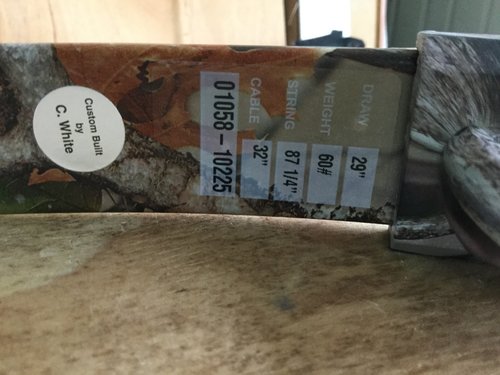 DRAW 29"
WEIGHT 60#
STRING 87 1/4"
CABLE 32"
01058-10225
Custom Built
by
C. White